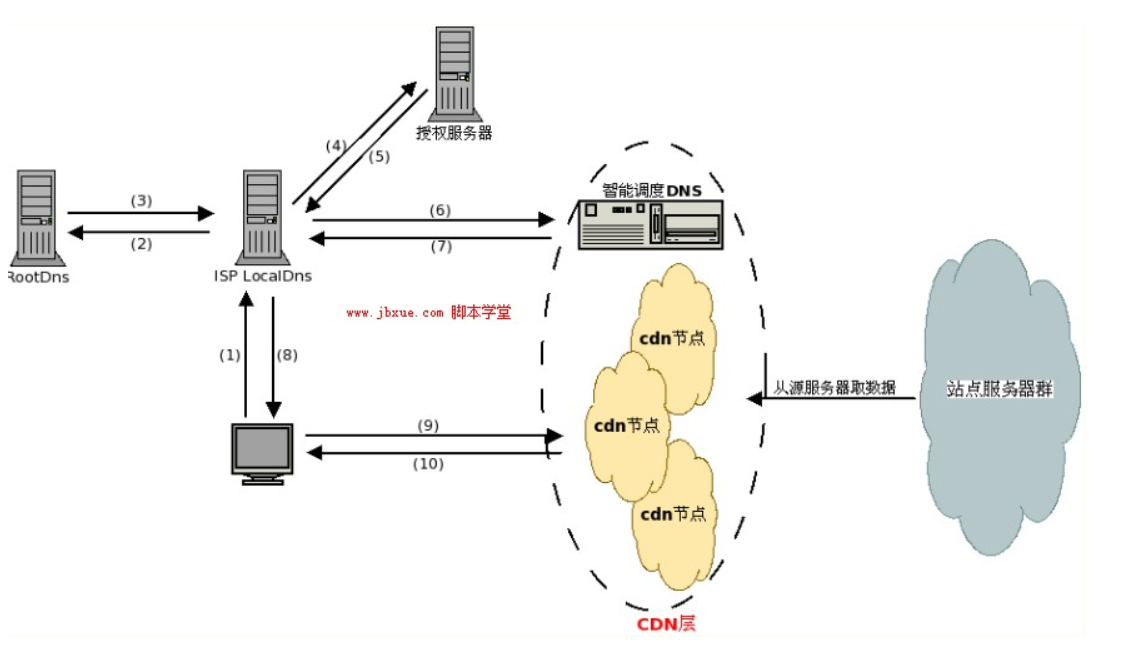 授权服务器
(4)
(5)
智能调度DNS
(3)
(2)
(6)
(7)
RootDns
ISP LocalDns
www.jbxue.com 脚本学堂
cdn节点
(1)
(8)
从源服务器取数据
站点服务器群
cdn节点
(9)
(10)
cdn节点
CDN层